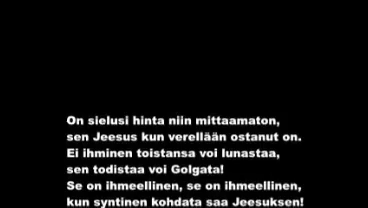 On sielusi hinta niin mittaamaton,
sen Jeesus kun verellään ostanut on.
Ei ihminen toistansa voi lunastaa,
sen todistaa voi Golgata!
Se on ihmeellinen, se on ihmeellinen,
kun syntinen kohdata saa Jeesuksen!